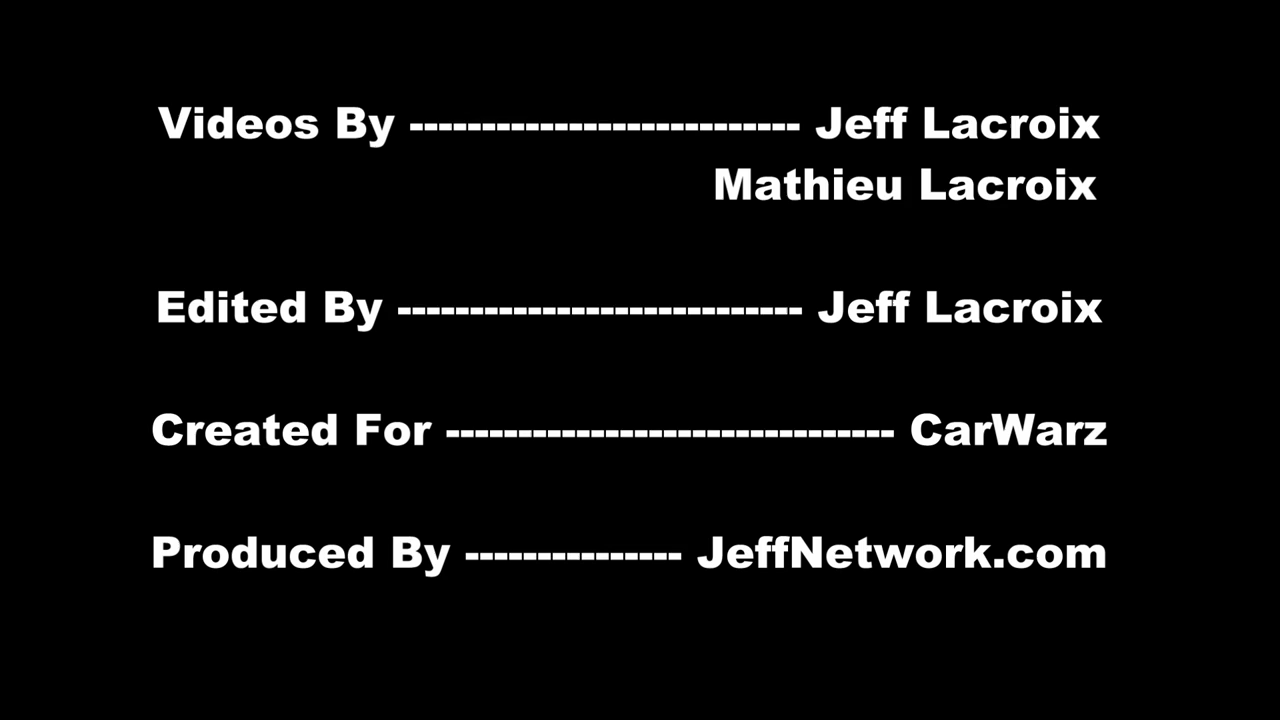 Videos By --------------------------- Jeff Lacroix
Mathieu Lacroix
Edited By ---------------------------- Jeff Lacroix
Created For ------------------------------- CarWarz
Produced By --------------- JeffNetwork.com